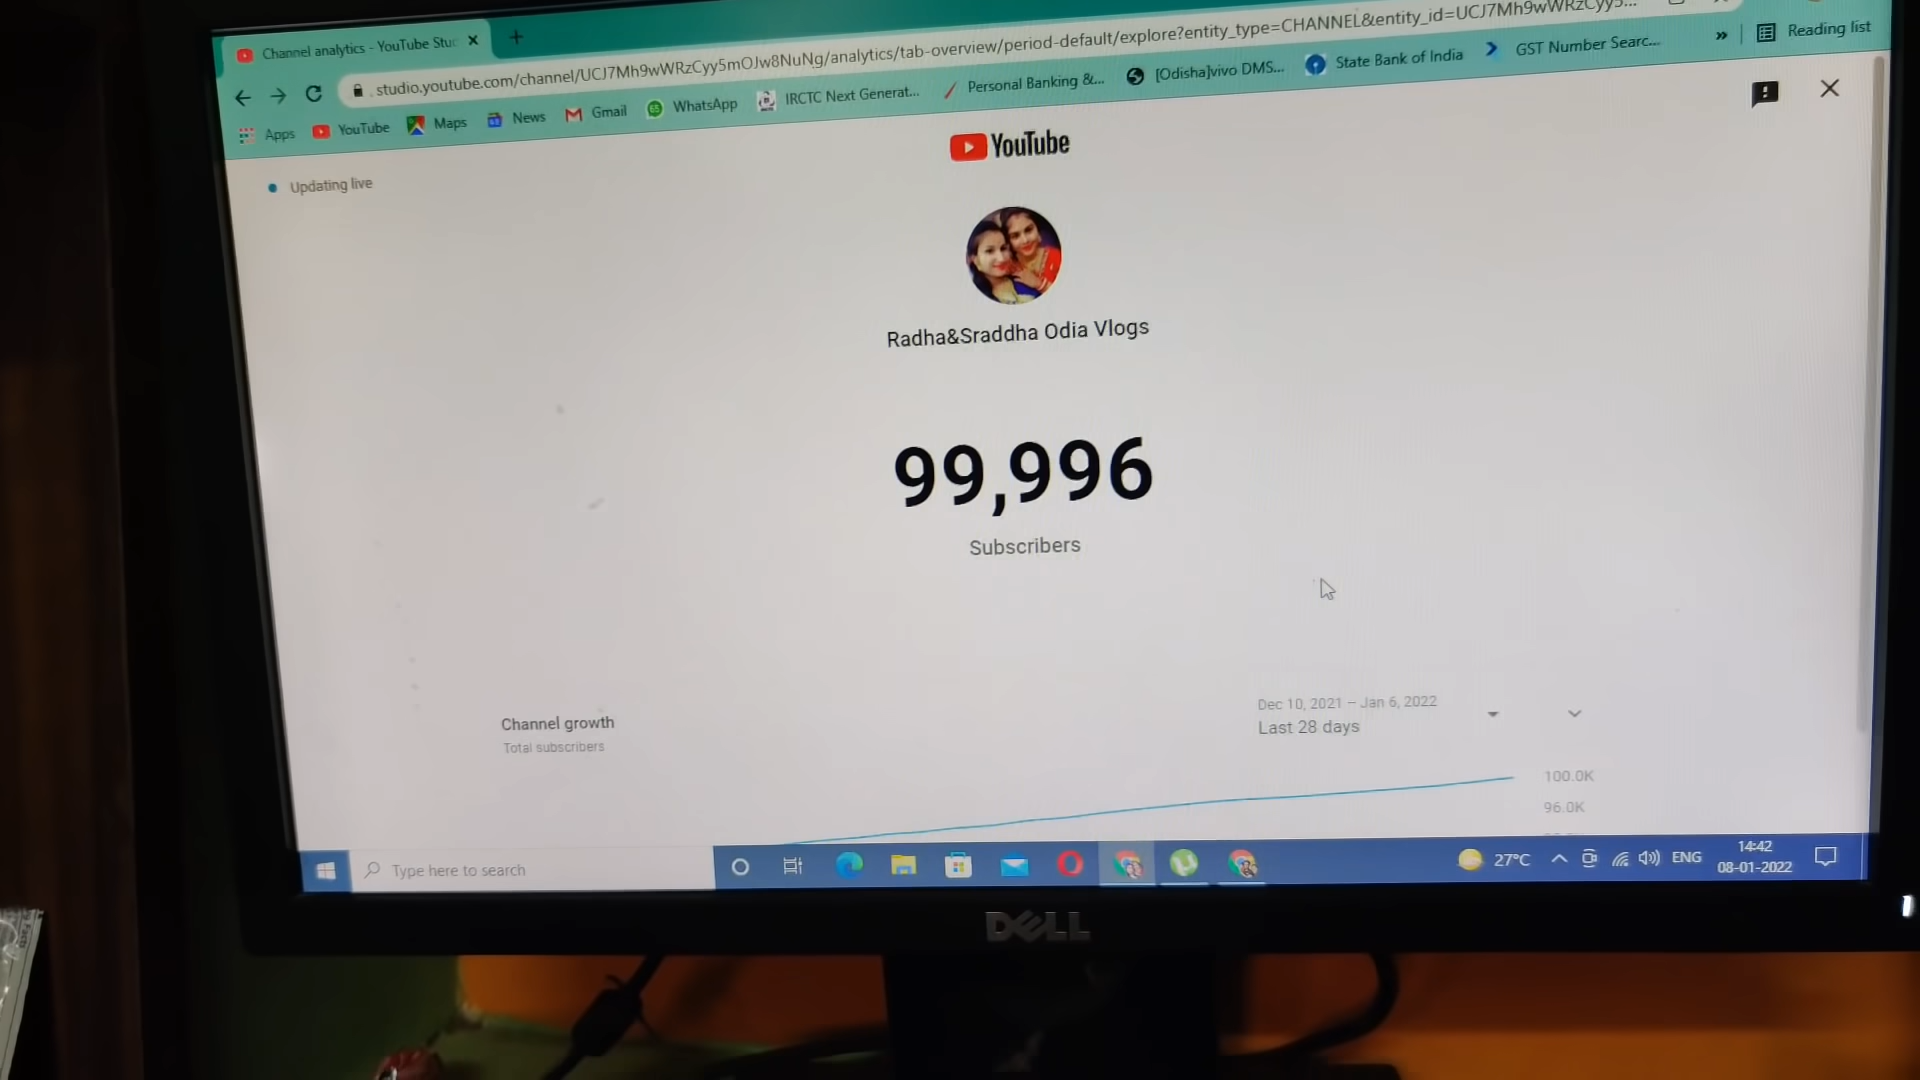 Channel analytics - YouTube Stu
studio.youtube.com/channel/UCJ7Mh9wWRzCyy5mOJw8NuNg/analytics/tab-overview/period-default/explore?entity_type=CHANNEL&entity_id=UCJ7Mh9wWRzCyy5...
Apps YouTube Maps News Gmail WhatsApp IRCTC Next Generat... Personal Banking &... [Odisha]vivo DMS... State Bank of India GST Number Searc... » Reading list
Updating live
YouTube
Radha&Sraddha Odia Vlogs
99,996
Subscribers
Channel growth
Total subscribers
Dec 10, 2021 – Jan 6, 2022
Last 28 days
100.0K
96.0K
Type here to search
27°C ENG
14:42
08-01-2022
DELL